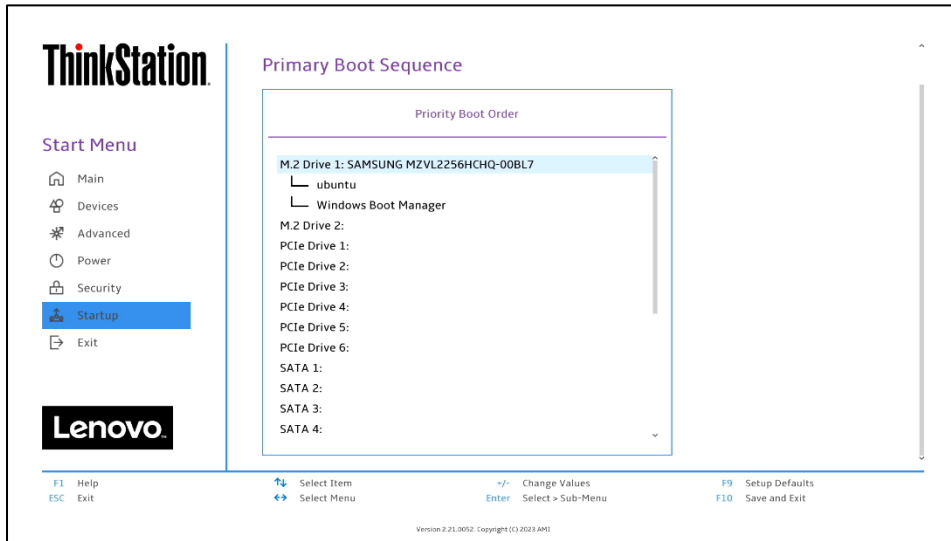 ThinkStation
Primary Boot Sequence
Priority Boot Order
Start Menu
Main
Devices
Advanced
Power
Security
Startup
Exit
M.2 Drive 1: SAMSUNG MZVL2256HCHQ-00BL7
ubuntu
Windows Boot Manager
M.2 Drive 2:
PCIe Drive 1:
PCIe Drive 2:
PCIe Drive 3:
PCIe Drive 4:
PCIe Drive 5:
PCIe Drive 6:
SATA 1:
SATA 2:
SATA 3:
SATA 4:
Lenovo
F1 Help
ESC Exit
↑↓ Select Item
↔ Select Menu
+/- Change Values
Enter Select > Sub-Menu
F9 Setup Defaults
F10 Save and Exit
Version 2.21.0052. Copyright (C) 2023 AMI